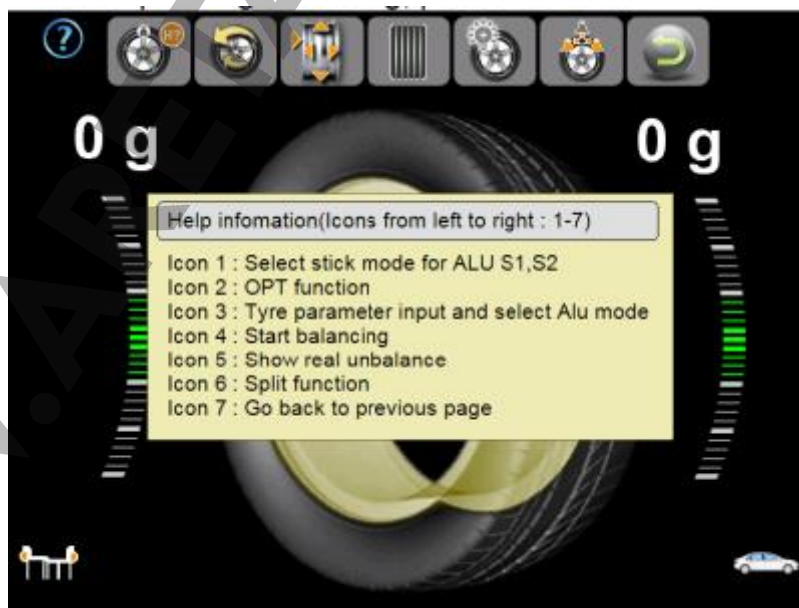 ?
H?
0 g
0 g
Help infomation(Icons from left to right : 1-7)
Icon 1 : Select stick mode for ALU S1,S2
Icon 2 : OPT function
Icon 3 : Tyre parameter input and select Alu mode
Icon 4 : Start balancing
Icon 5 : Show real unbalance
Icon 6 : Split function
Icon 7 : Go back to previous page